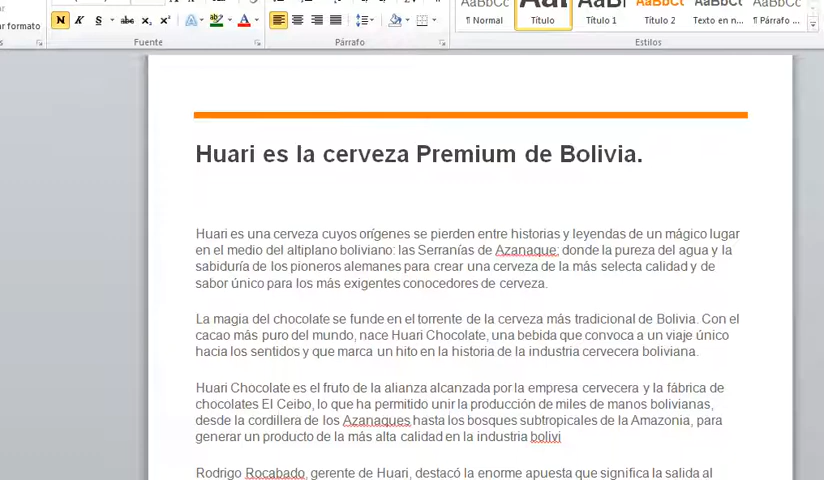 ar formato
N K S abc x₂ x² A ab A
AaBbCc AaBl AaBI AaBbCc AaBbCc AaBbCc
¶ Normal Título Título 1 Título 2 Texto en n... ¶ Párrafo ...
Fuente Párrafo Estilos
Huari es la cerveza Premium de Bolivia.
Huari es una cerveza cuyos orígenes se pierden entre historias y leyendas de un mágico lugar
en el medio del altiplano boliviano: las Serranías de Azanaque; donde la pureza del agua y la
sabiduría de los pioneros alemanes para crear una cerveza de la más selecta calidad y de
sabor único para los más exigentes conocedores de cerveza.
La magia del chocolate se funde en el torrente de la cerveza más tradicional de Bolivia. Con el
cacao más puro del mundo, nace Huari Chocolate, una bebida que convoca a un viaje único
hacia los sentidos y que marca un hito en la historia de la industria cervecera boliviana.
Huari Chocolate es el fruto de la alianza alcanzada por la empresa cervecera y la fábrica de
chocolates El Ceibo, lo que ha permitido unir la producción de miles de manos bolivianas,
desde la cordillera de los Azanaques hasta los bosques subtropicales de la Amazonia, para
generar un producto de la más alta calidad en la industria bolivi
Rodrigo Rocabado, gerente de Huari, destacó la enorme apuesta que significa la salida al